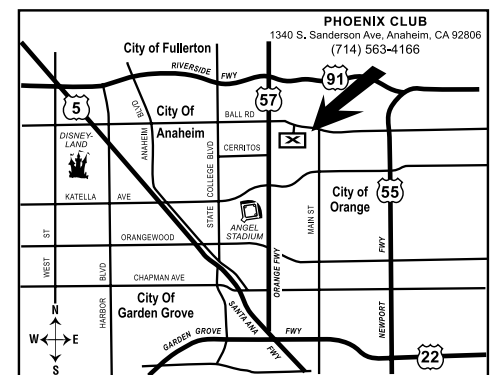 PHOENIX CLUB
1340 S. Sanderson Ave, Anaheim, CA 92806
(714) 563-4166
City of Fullerton
RIVERSIDE FWY
91
5
57
BLVD
ANAHEIM
City Of
Anaheim
BALL RD
DISNEY-
LAND
CERRITOS
STATE COLLEGE BLVD
KATELLA AVE
City of
Orange
55
ANGEL
STADIUM
MAIN ST
ORANGEWOOD
WEST ST
HARBOR BLVD
CHAPMAN AVE
ORANGE FWY
NEWPORT FWY
City Of
Garden Grove
SANTA ANA FWY
GARDEN GROVE FWY
22
N
W E
S